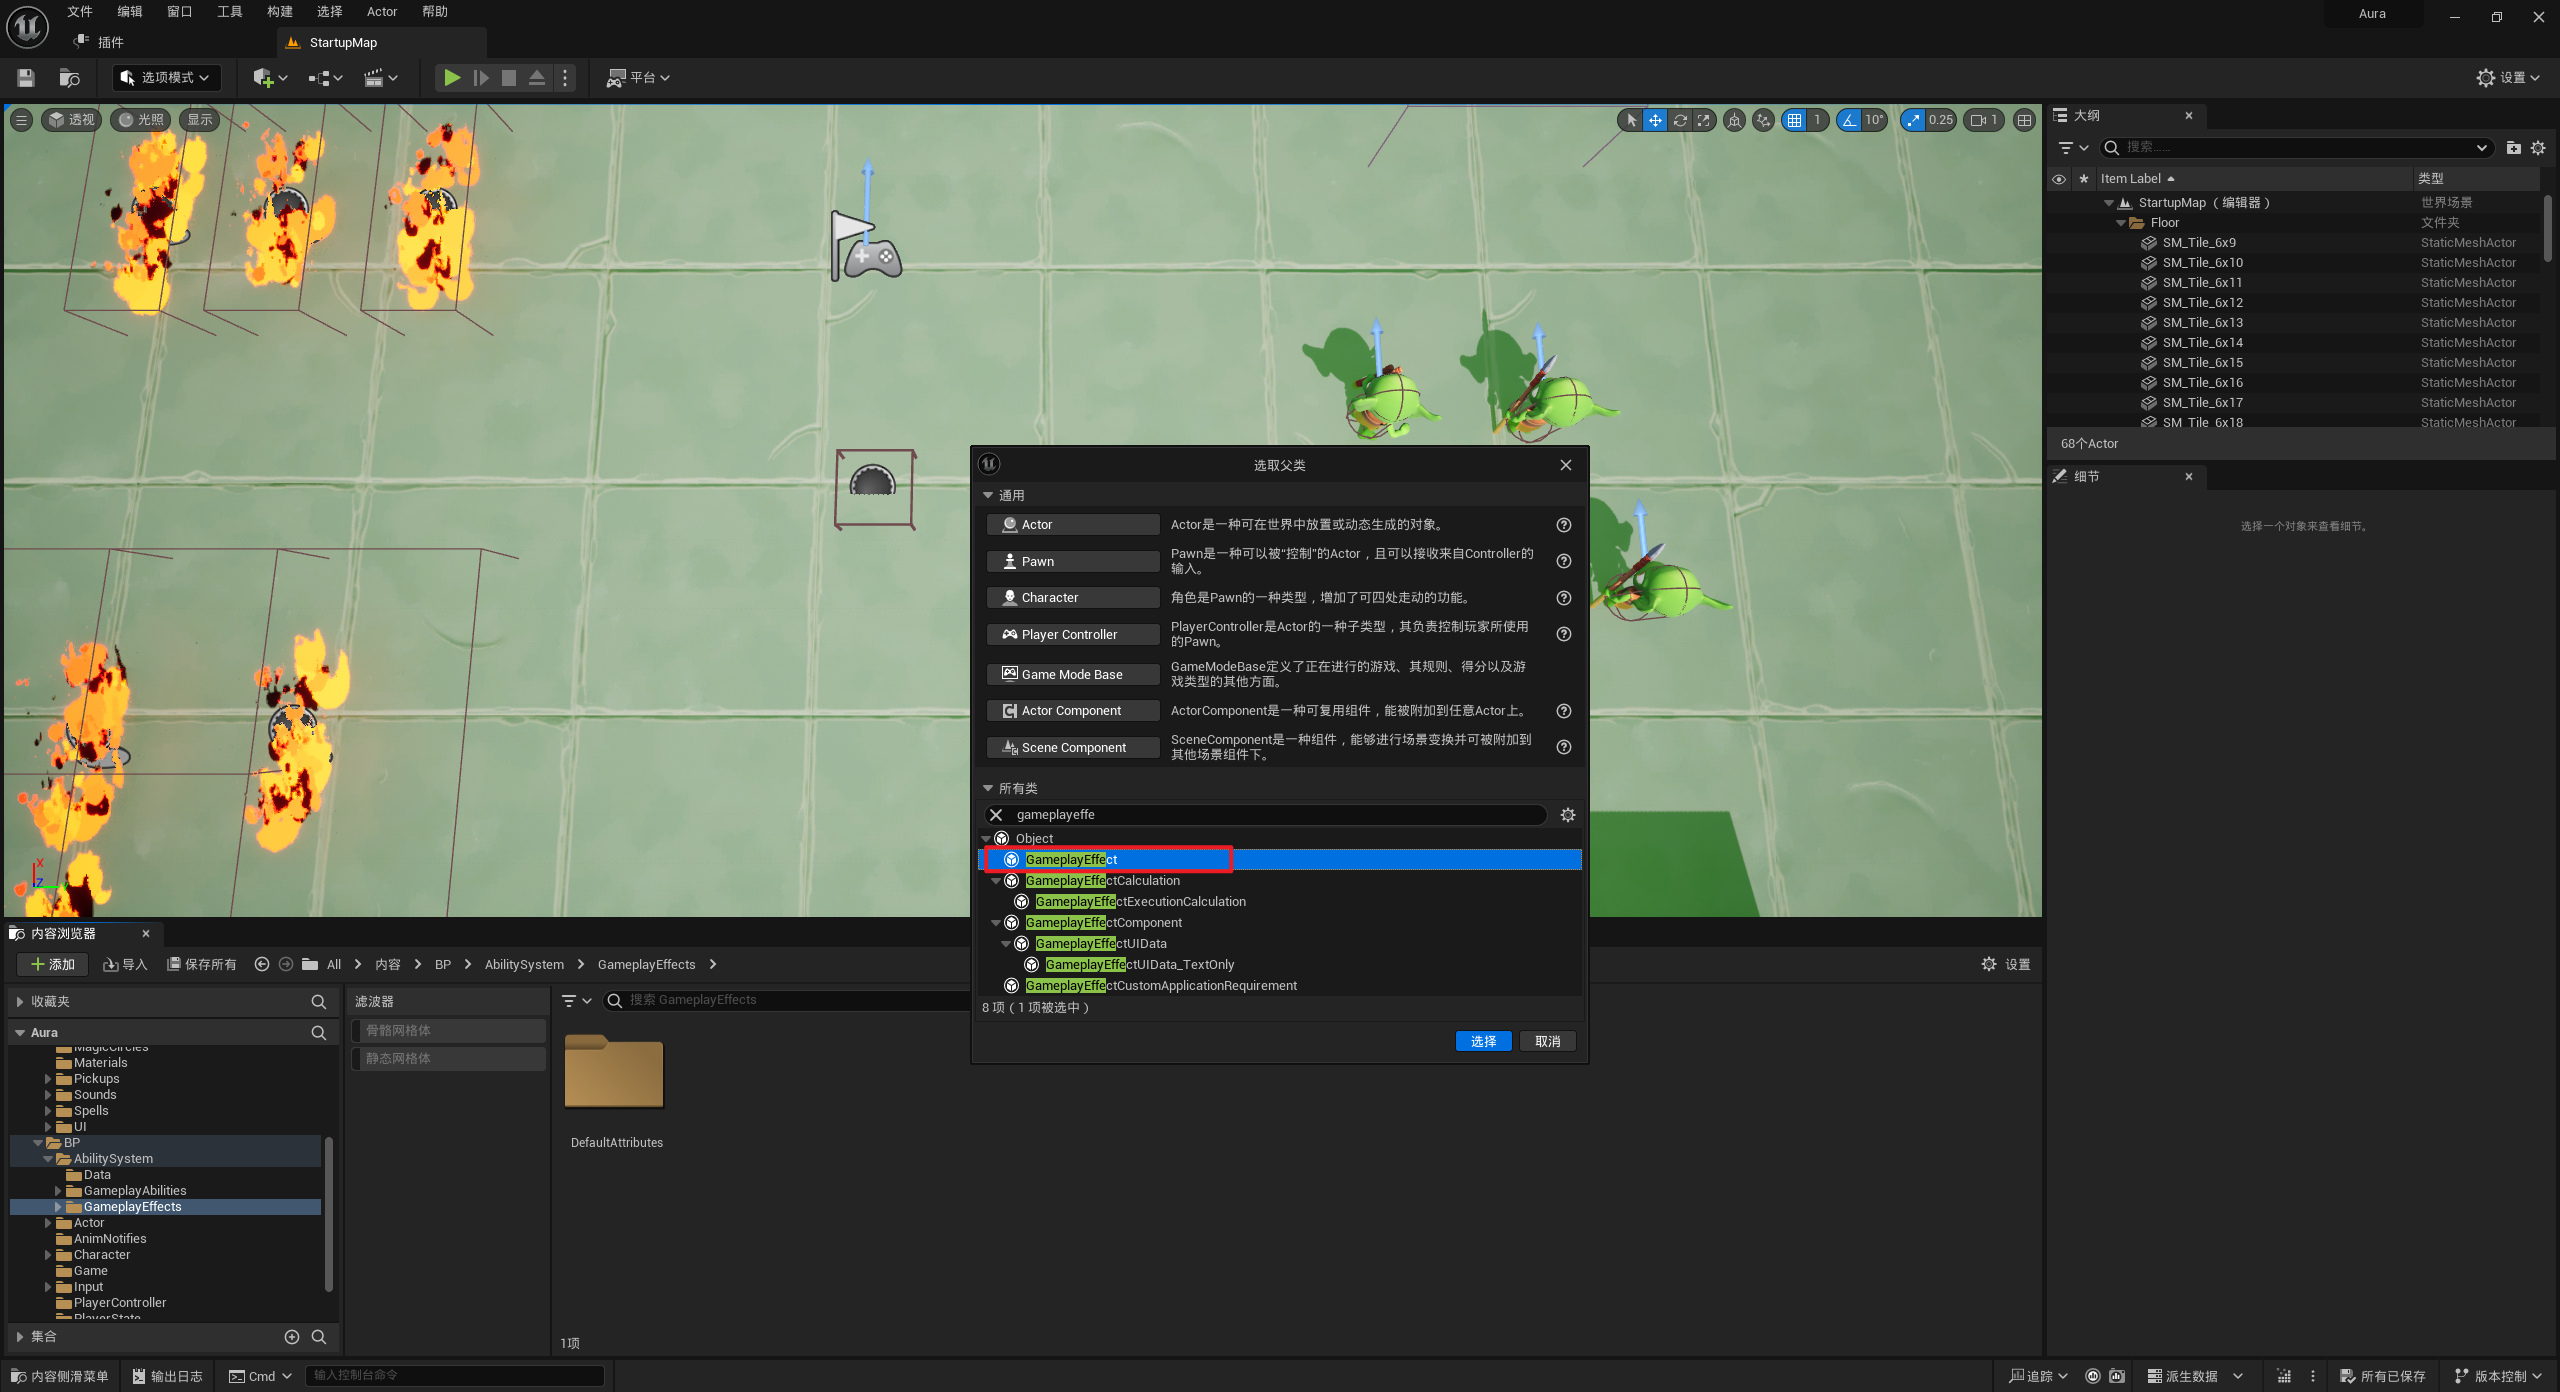 文件 编辑 窗口 工具 构建 选择 Actor 帮助
Aura
插件
StartupMap
选项模式
平台
设置
透视 光照 显示
1 10° 0.25 1
大纲
搜索......
Item Label 类型
StartupMap （编辑器） 世界场景
Floor 文件夹
SM_Tile_6x9 StaticMeshActor
SM_Tile_6x10 StaticMeshActor
SM_Tile_6x11 StaticMeshActor
SM_Tile_6x12 StaticMeshActor
SM_Tile_6x13 StaticMeshActor
SM_Tile_6x14 StaticMeshActor
SM_Tile_6x15 StaticMeshActor
SM_Tile_6x16 StaticMeshActor
SM_Tile_6x17 StaticMeshActor
SM_Tile_6x18 StaticMeshActor
68个Actor
细节
选择一个对象来查看细节。
选取父类
通用
Actor
Actor是一种可在世界中放置或动态生成的对象。
Pawn
Pawn是一种可以被“控制”的Actor，且可以接收来自Controller的
输入。
Character
角色是Pawn的一种类型，增加了可四处走动的功能。
Player Controller
PlayerController是Actor的一种子类型，其负责控制玩家所使用
的Pawn。
Game Mode Base
GameModeBase定义了正在进行的游戏、其规则、得分以及游
戏类型的其他方面。
Actor Component
ActorComponent是一种可复用组件，能被附加到任意Actor上。
Scene Component
SceneComponent是一种组件，能够进行场景变换并可被附加到
其他场景组件下。
所有类
gameplayeffe
Object
GameplayEffect
GameplayEffectCalculation
GameplayEffectExecutionCalculation
GameplayEffectComponent
GameplayEffectUIData
GameplayEffectUIData_TextOnly
GameplayEffectCustomApplicationRequirement
8 项（1 项被选中）
选择 取消
X
Z
内容浏览器
添加 导入 保存所有 All 内容 BP AbilitySystem GameplayEffects
设置
收藏夹
Aura
MagicCircles
Materials
Pickups
Sounds
Spells
UI
BP
AbilitySystem
Data
GameplayAbilities
GameplayEffects
Actor
AnimNotifies
Character
Game
Input
PlayerController
PlayerState
集合
滤波器
骨骼网格体
静态网格体
搜索 GameplayEffects
DefaultAttributes
1项
内容侧滑菜单 输出日志 Cmd 输入控制台命令
追踪 派生数据 所有已保存 版本控制